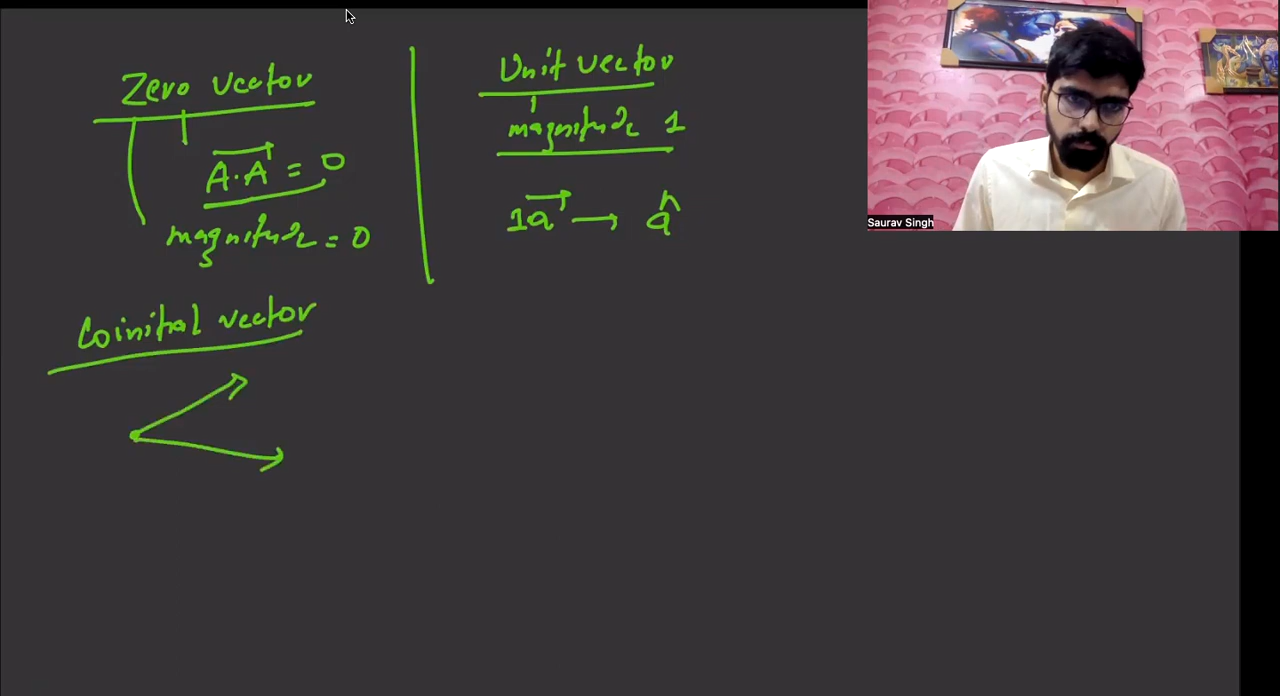 Zero vector
A⃗·A⃗ = 0
magnitude = 0
Unit vector
magnitude 1
1a⃗ → â
Coinitial vector
Saurav Singh